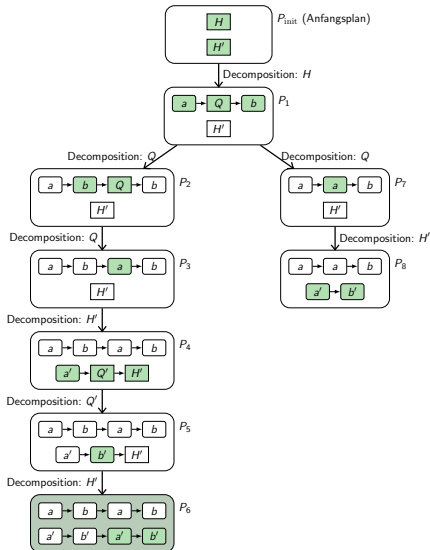 H P_init (Anfangsplan)
H′
Decomposition: H
a Q b P_1
H′
Decomposition: Q Decomposition: Q
a b Q b P_2 a a b P_7
H′ H′
Decomposition: Q Decomposition: H′
a b a b P_3 a a b P_8
H′ a′ b′
Decomposition: H′
a b a b P_4
a′ Q′ H′
Decomposition: Q′
a b a b P_5
a′ b′ H′
Decomposition: H′
a b a b P_6
a′ b′ a′ b′